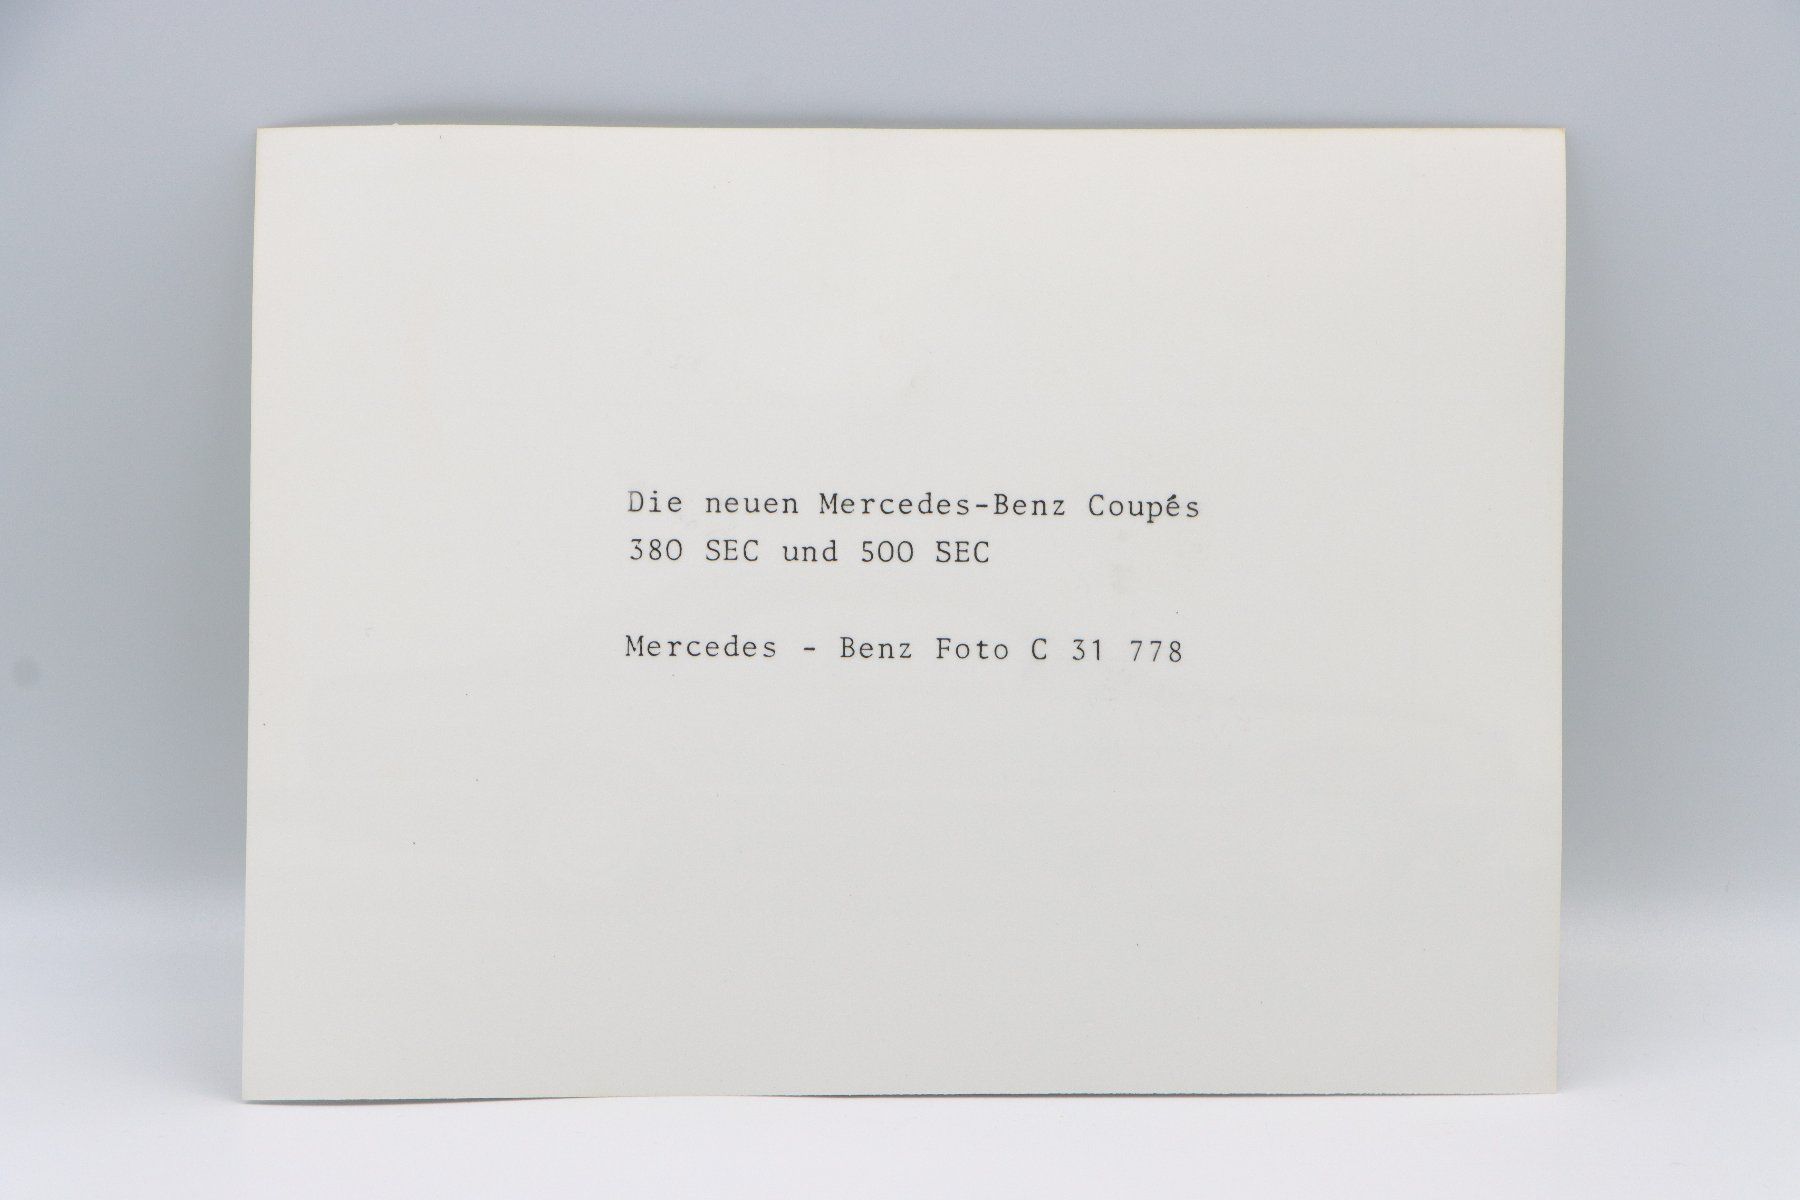 Die neuen Mercedes-Benz Coupés
380 SEC und 500 SEC
Mercedes - Benz Foto C 31 778